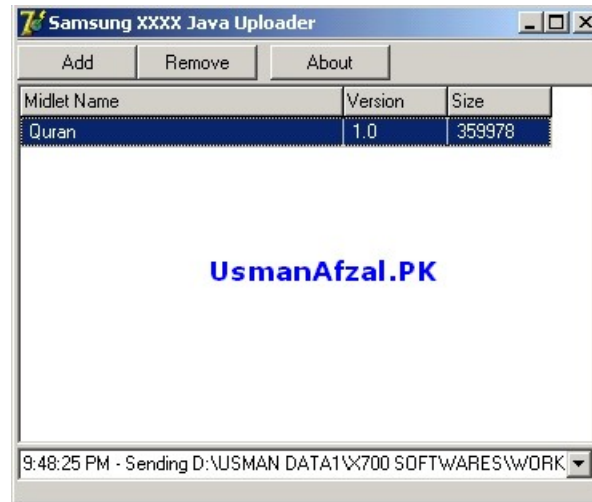 Samsung XXXX Java Uploader
Add Remove About
Midlet Name Version Size
Quran 1.0 359978
UsmanAfzal.PK
9:48:25 PM - Sending D:\USMAN DATA1\X700 SOFTWARES\WORK